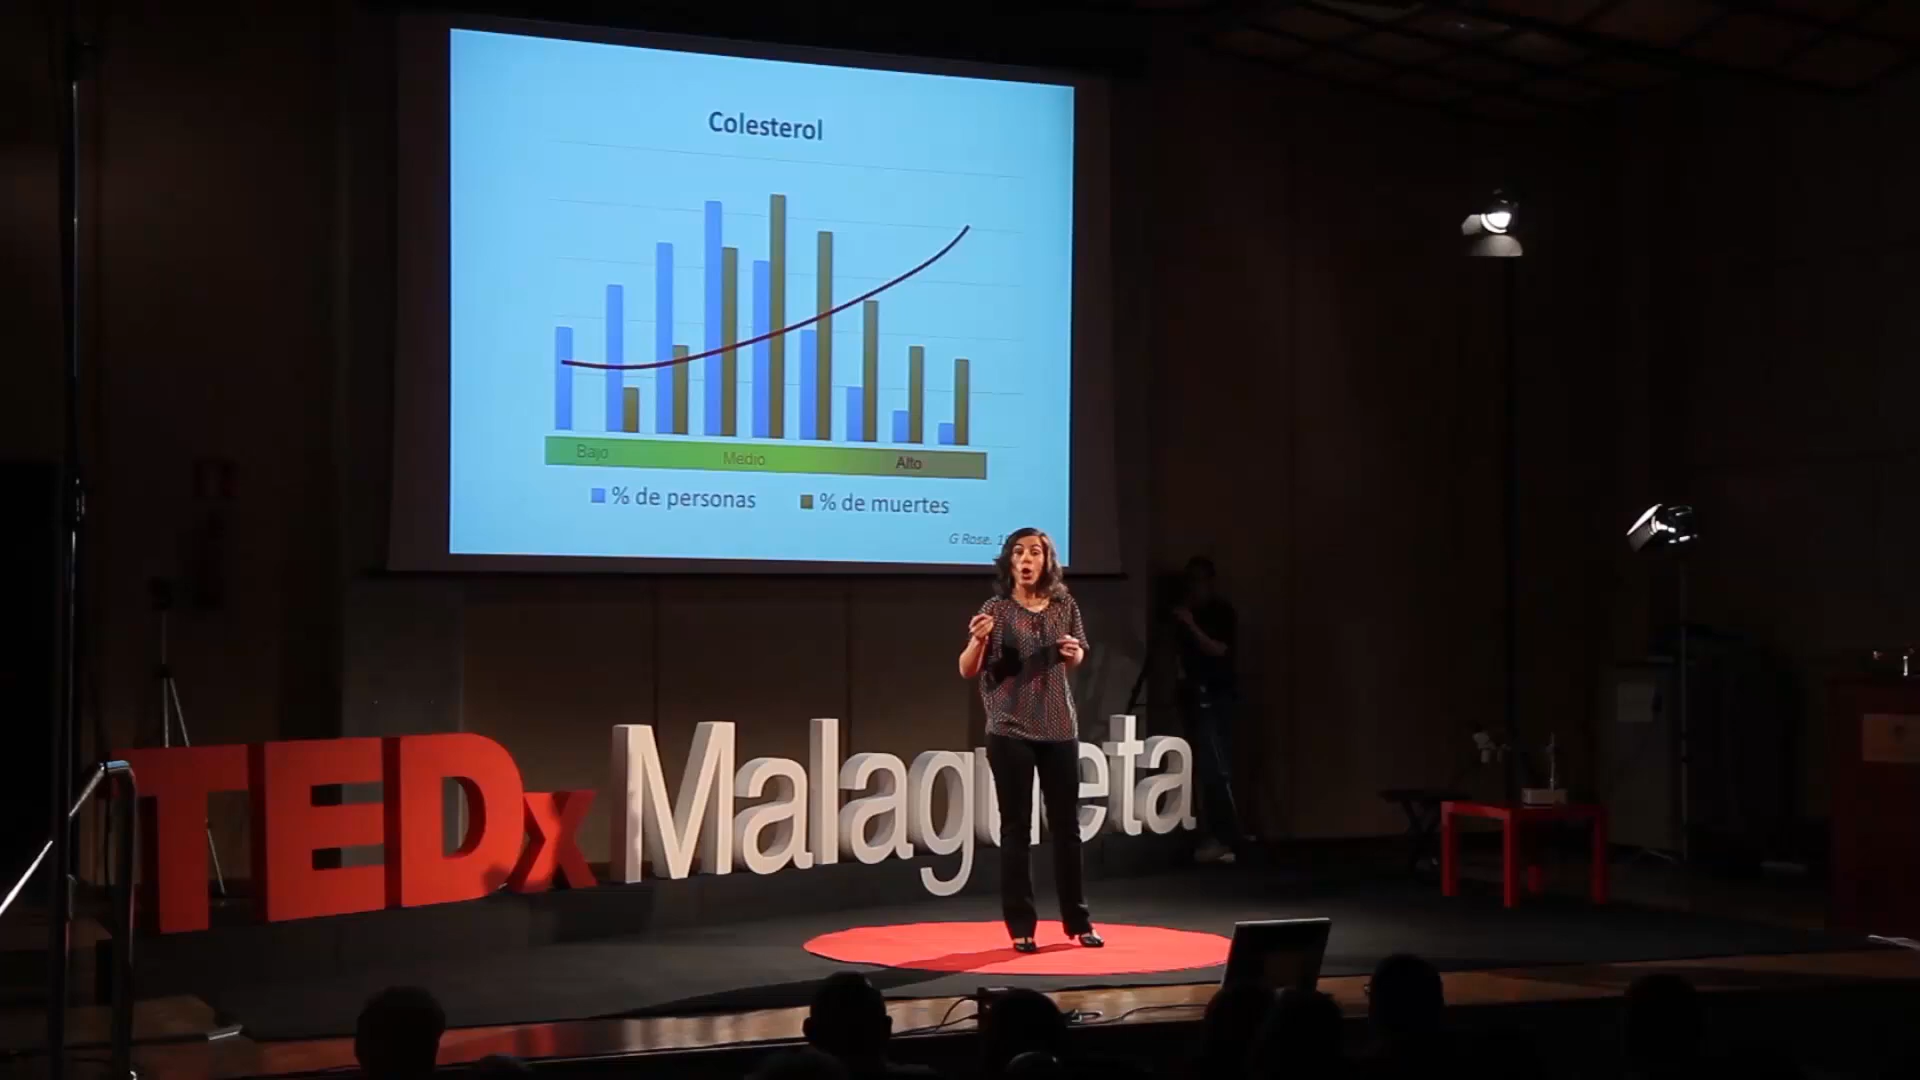 Colesterol
Bajo Medio Alto
% de personas % de muertes
G Rose.
TEDx Malagueta